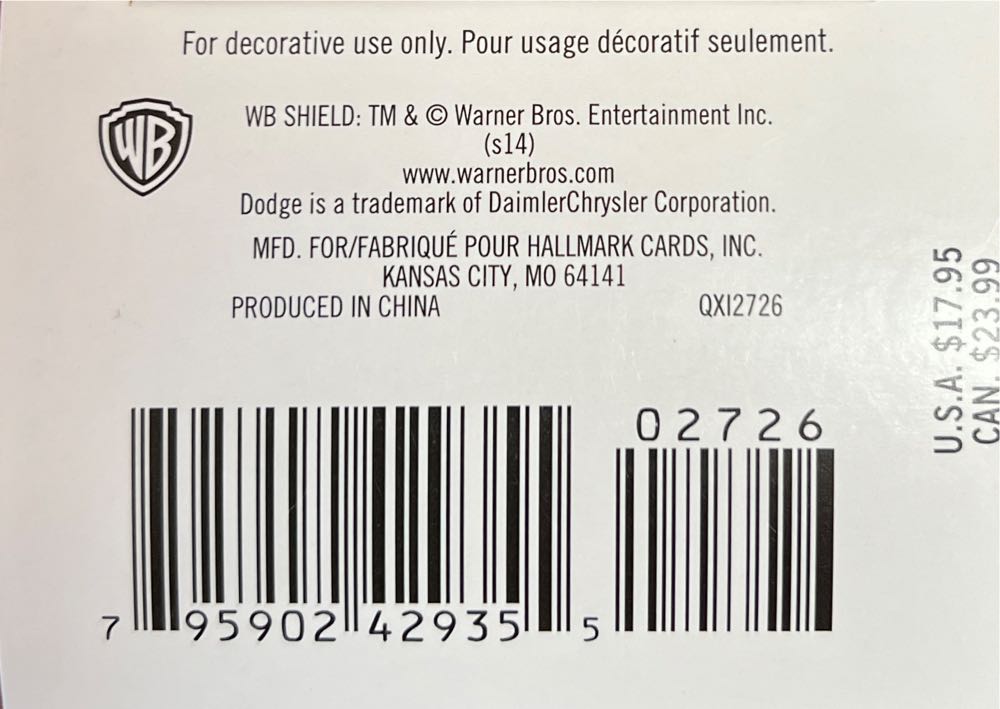 For decorative use only. Pour usage décoratif seulement.
WB
WB SHIELD: TM & © Warner Bros. Entertainment Inc.
(s14)
www.warnerbros.com
Dodge is a trademark of DaimlerChrysler Corporation.
MFD. FOR/FABRIQUÉ POUR HALLMARK CARDS, INC.
KANSAS CITY, MO 64141
PRODUCED IN CHINA QXI2726
U.S.A. $17.95
CAN. $23.99
02726
7 95902 42935 5